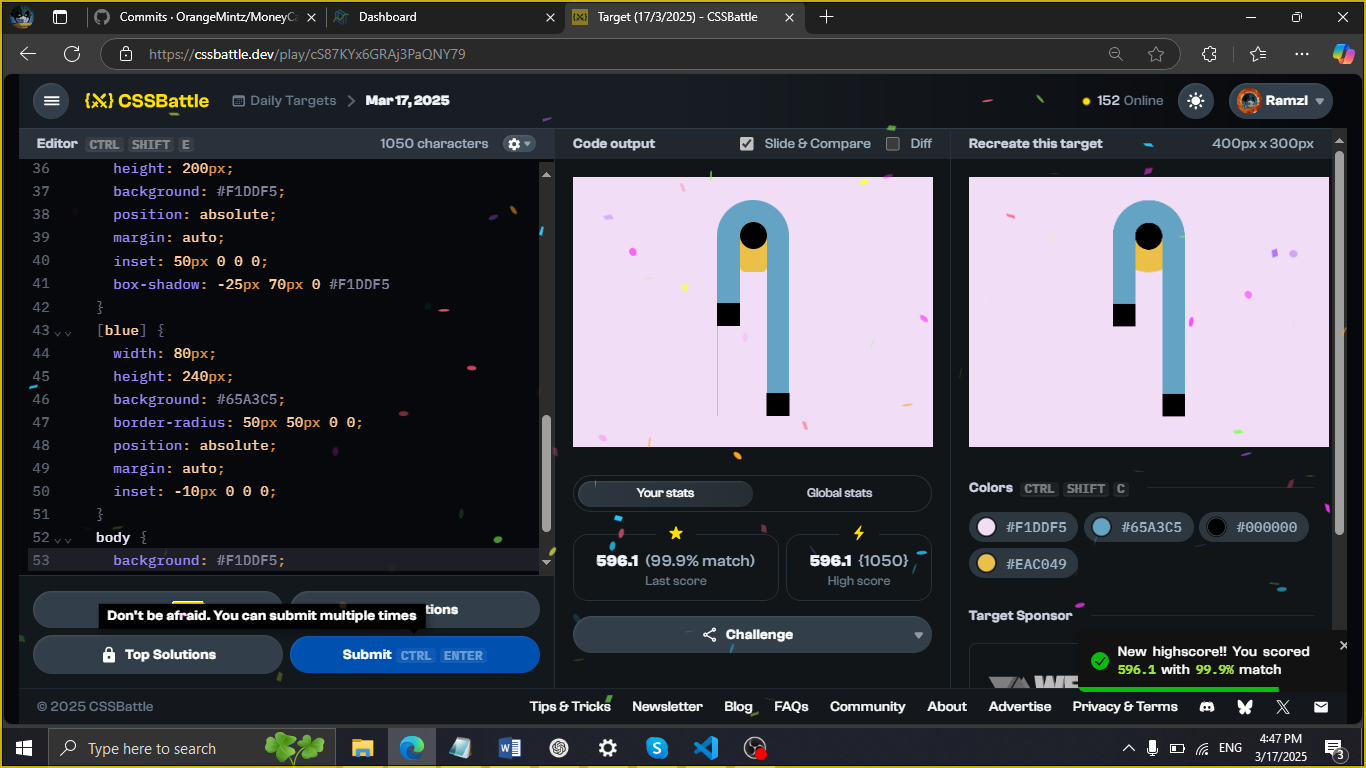 Commits · OrangeMintz/MoneyCa
Dashboard
Target (17/3/2025) - CSSBattle
https://cssbattle.dev/play/cS87KYx6GRAj3PaQNY79
{X} CSSBattle
Daily Targets > Mar 17, 2025
152 Online
Ramzl
Editor CTRL SHIFT E
1050 characters
Code output
Slide & Compare
Diff
Recreate this target
400px x 300px
36 height: 200px;
37 background: #F1DDF5;
38 position: absolute;
39 margin: auto;
40 inset: 50px 0 0 0;
41 box-shadow: -25px 70px 0 #F1DDF5
42 }
43 [blue] {
44 width: 80px;
45 height: 240px;
46 background: #65A3C5;
47 border-radius: 50px 50px 0 0;
48 position: absolute;
49 margin: auto;
50 inset: -10px 0 0 0;
51 }
52 body {
53 background: #F1DDF5;
Your stats
Global stats
596.1 (99.9% match)
Last score
596.1 {1050}
High score
Challenge
Colors CTRL SHIFT C
#F1DDF5
#65A3C5
#000000
#EAC049
Target Sponsor
tions
Don't be afraid. You can submit multiple times
Top Solutions
Submit CTRL ENTER
New highscore!! You scored
596.1 with 99.9% match
© 2025 CSSBattle
Tips & Tricks
Newsletter
Blog
FAQs
Community
About
Advertise
Privacy & Terms
Type here to search
ENG
4:47 PM
3/17/2025
3